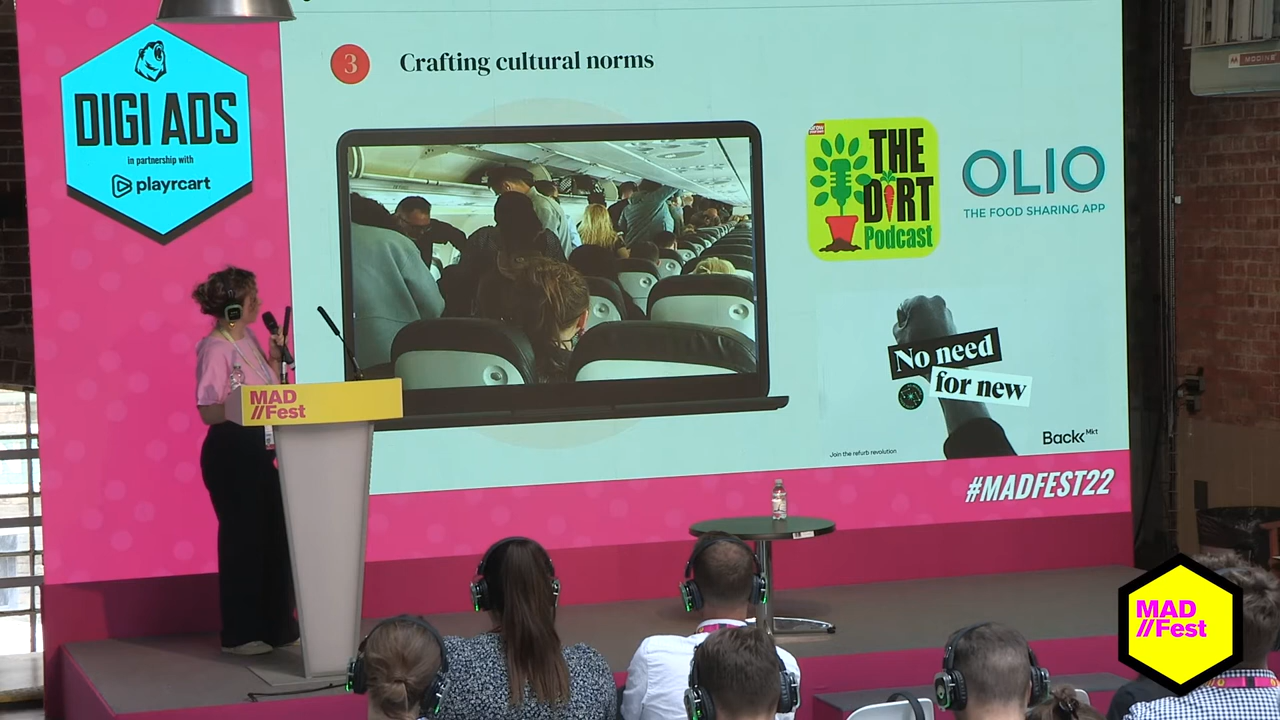 DIGI ADS
in partnership with
playrcart
3
Crafting cultural norms
THE
DIRT
Podcast
OLIO
THE FOOD SHARING APP
No need
for new
Back Mkt
Join the refurb revolution
#MADFEST22
MAD
//Fest
MAD
//Fest